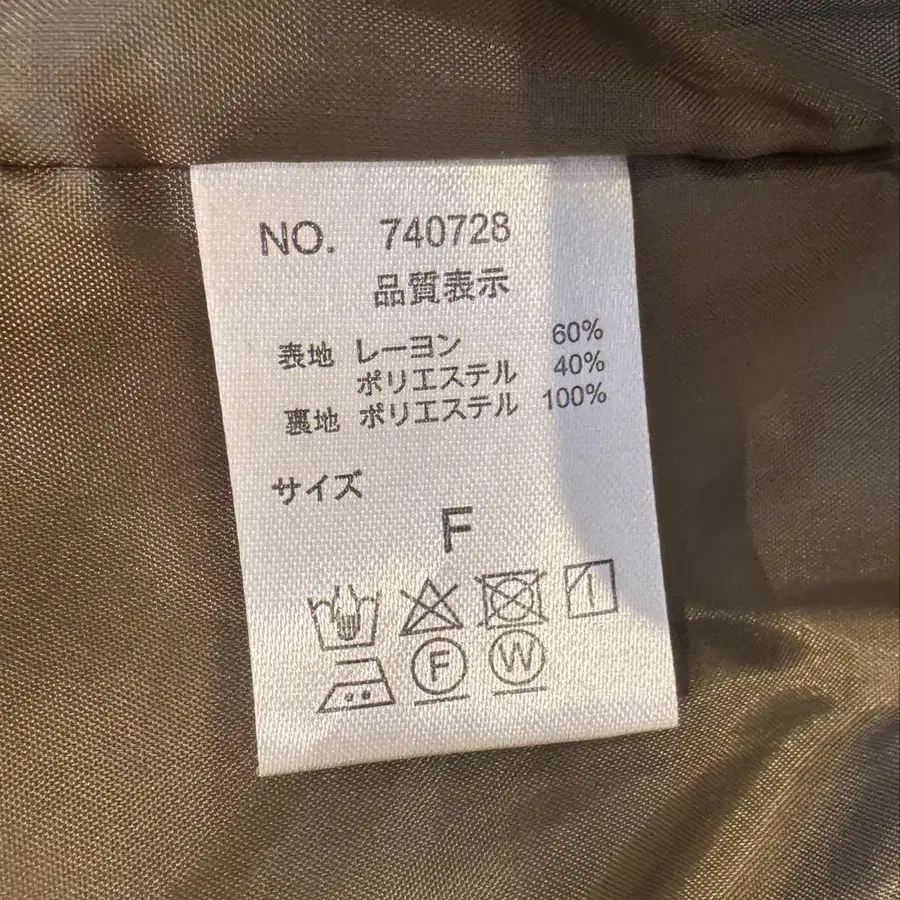 NO. 740728
品質表示
表地 レーヨン 60%
ポリエステル 40%
裏地 ポリエステル 100%
サイズ
F
F W